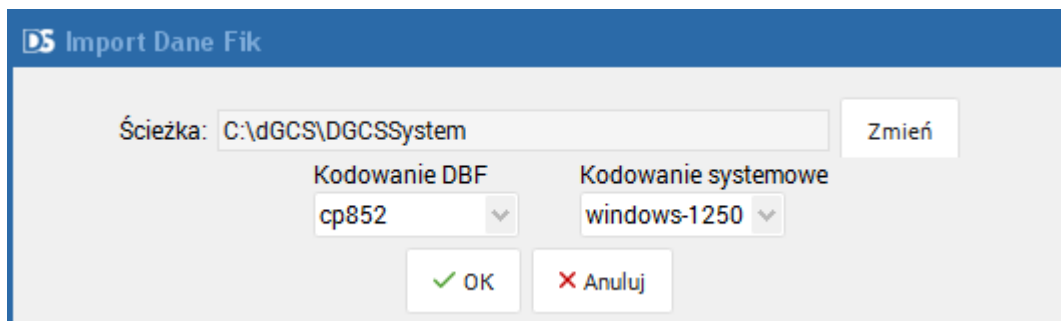 DS Import Dane Fik
Ścieżka: C:\dGCS\DGCSSystem Zmień
Kodowanie DBF Kodowanie systemowe
cp852 windows-1250
OK Anuluj